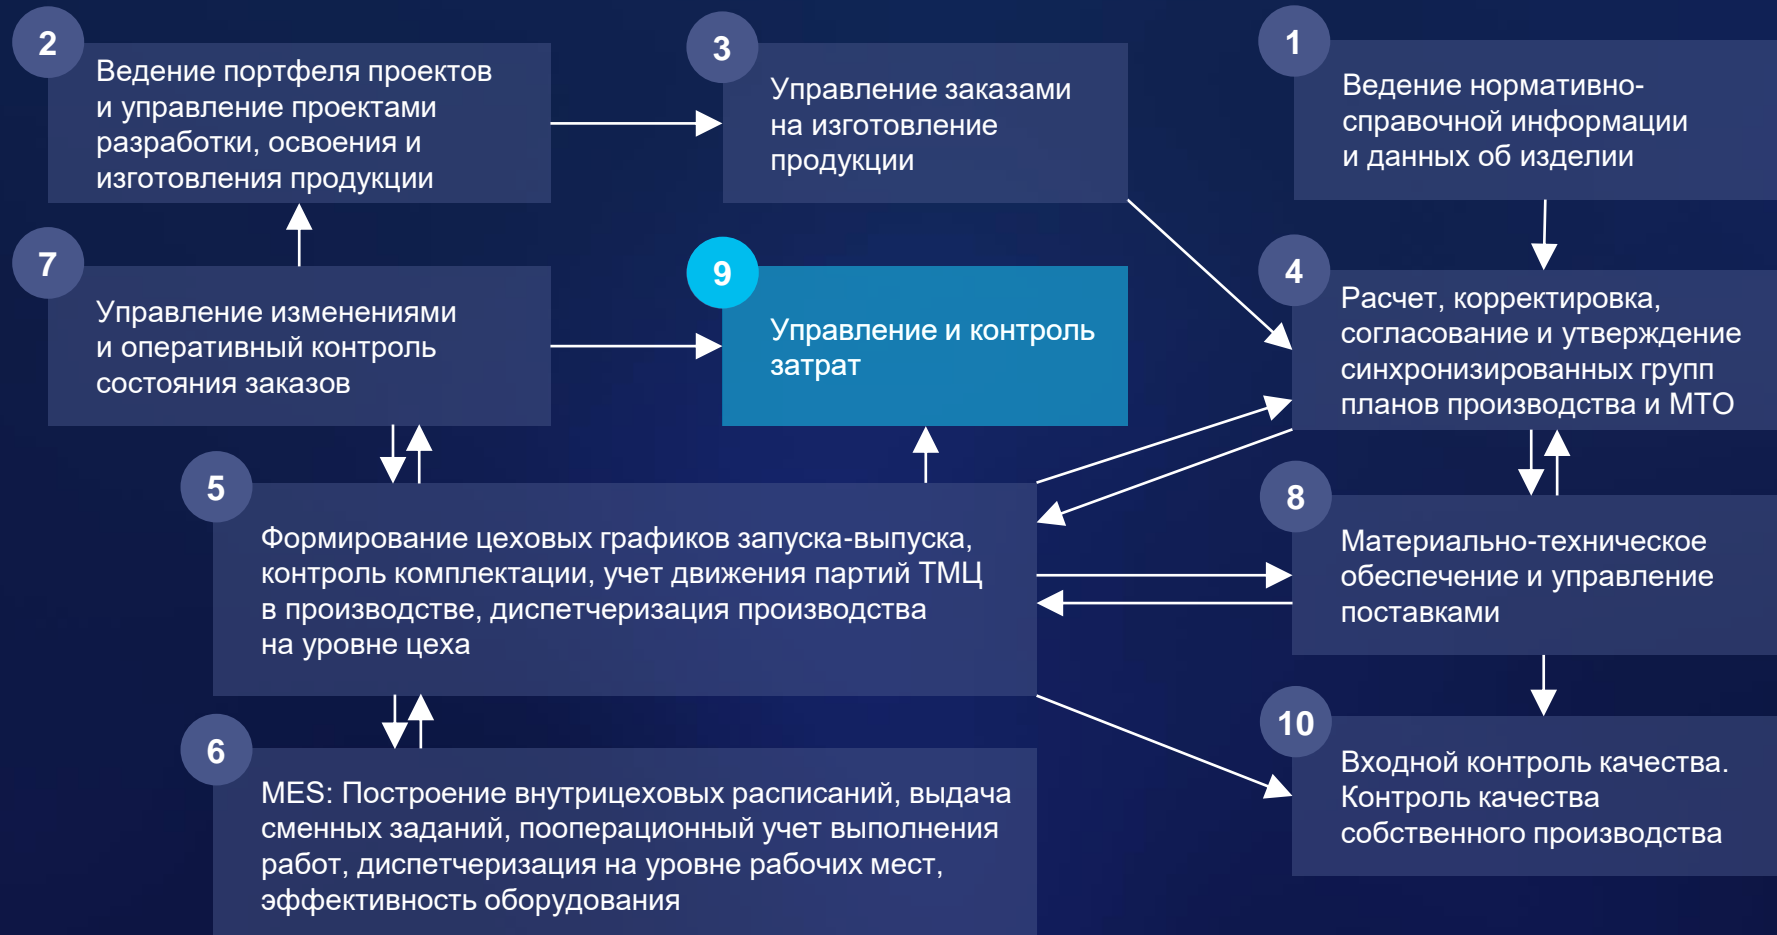 2
Ведение портфеля проектов
и управление проектами
разработки, освоения и
изготовления продукции
3
Управление заказами
на изготовление
продукции
1
Ведение нормативно-
справочной информации
и данных об изделии
7
Управление изменениями
и оперативный контроль
состояния заказов
9
Управление и контроль
затрат
4
Расчет, корректировка,
согласование и утверждение
синхронизированных групп
планов производства и МТО
5
Формирование цеховых графиков запуска-выпуска,
контроль комплектации, учет движения партий ТМЦ
в производстве, диспетчеризация производства
на уровне цеха
8
Материально-техническое
обеспечение и управление
поставками
6
MES: Построение внутрицеховых расписаний, выдача
сменных заданий, пооперационный учет выполнения
работ, диспетчеризация на уровне рабочих мест,
эффективность оборудования
10
Входной контроль качества.
Контроль качества
собственного производства